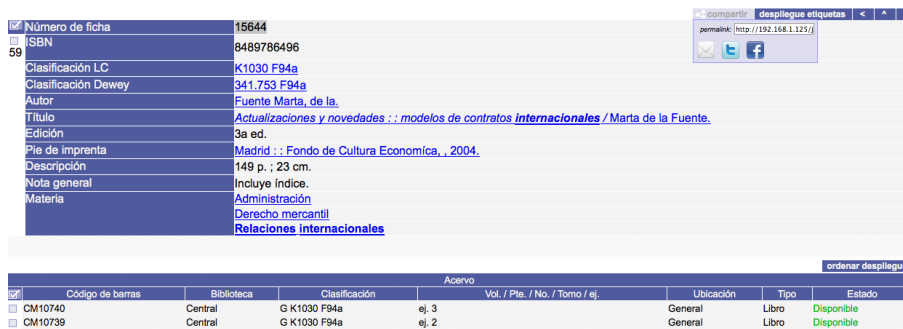 compartir despliegue etiquetas < ^
permalink: http://192.168.1.125/j
Número de ficha 15644
59
ISBN 8489786496
Clasificación LC K1030 F94a
Clasificación Dewey 341.753 F94a
Autor Fuente Marta, de la.
Título Actualizaciones y novedades : : modelos de contratos internacionales / Marta de la Fuente.
Edición 3a ed.
Pie de imprenta Madrid : : Fondo de Cultura Economíca, , 2004.
Descripción 149 p. ; 23 cm.
Nota general Incluye índice.
Materia Administración
Derecho mercantil
Relaciones internacionales
ordenar despliegu
Acervo
Código de barras Biblioteca Clasificación Vol. / Pte. / No. / Tomo / ej. Ubicación Tipo Estado
CM10740 Central G K1030 F94a ej. 3 General Libro Disponible
CM10739 Central G K1030 F94a ej. 2 General Libro Disponible